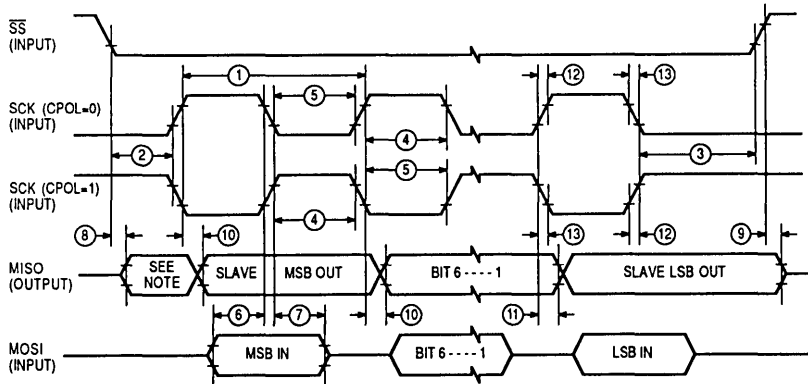 SS
(INPUT)
1
12
13
5
SCK (CPOL=0)
(INPUT)
4
2
5
3
SCK (CPOL=1)
(INPUT)
4
8
10
13
12
9
MISO
(OUTPUT)
SEE
NOTE
SLAVE
MSB OUT
BIT 6 - - - - 1
SLAVE LSB OUT
6
7
10
11
MOSI
(INPUT)
MSB IN
BIT 6 - - - - 1
LSB IN